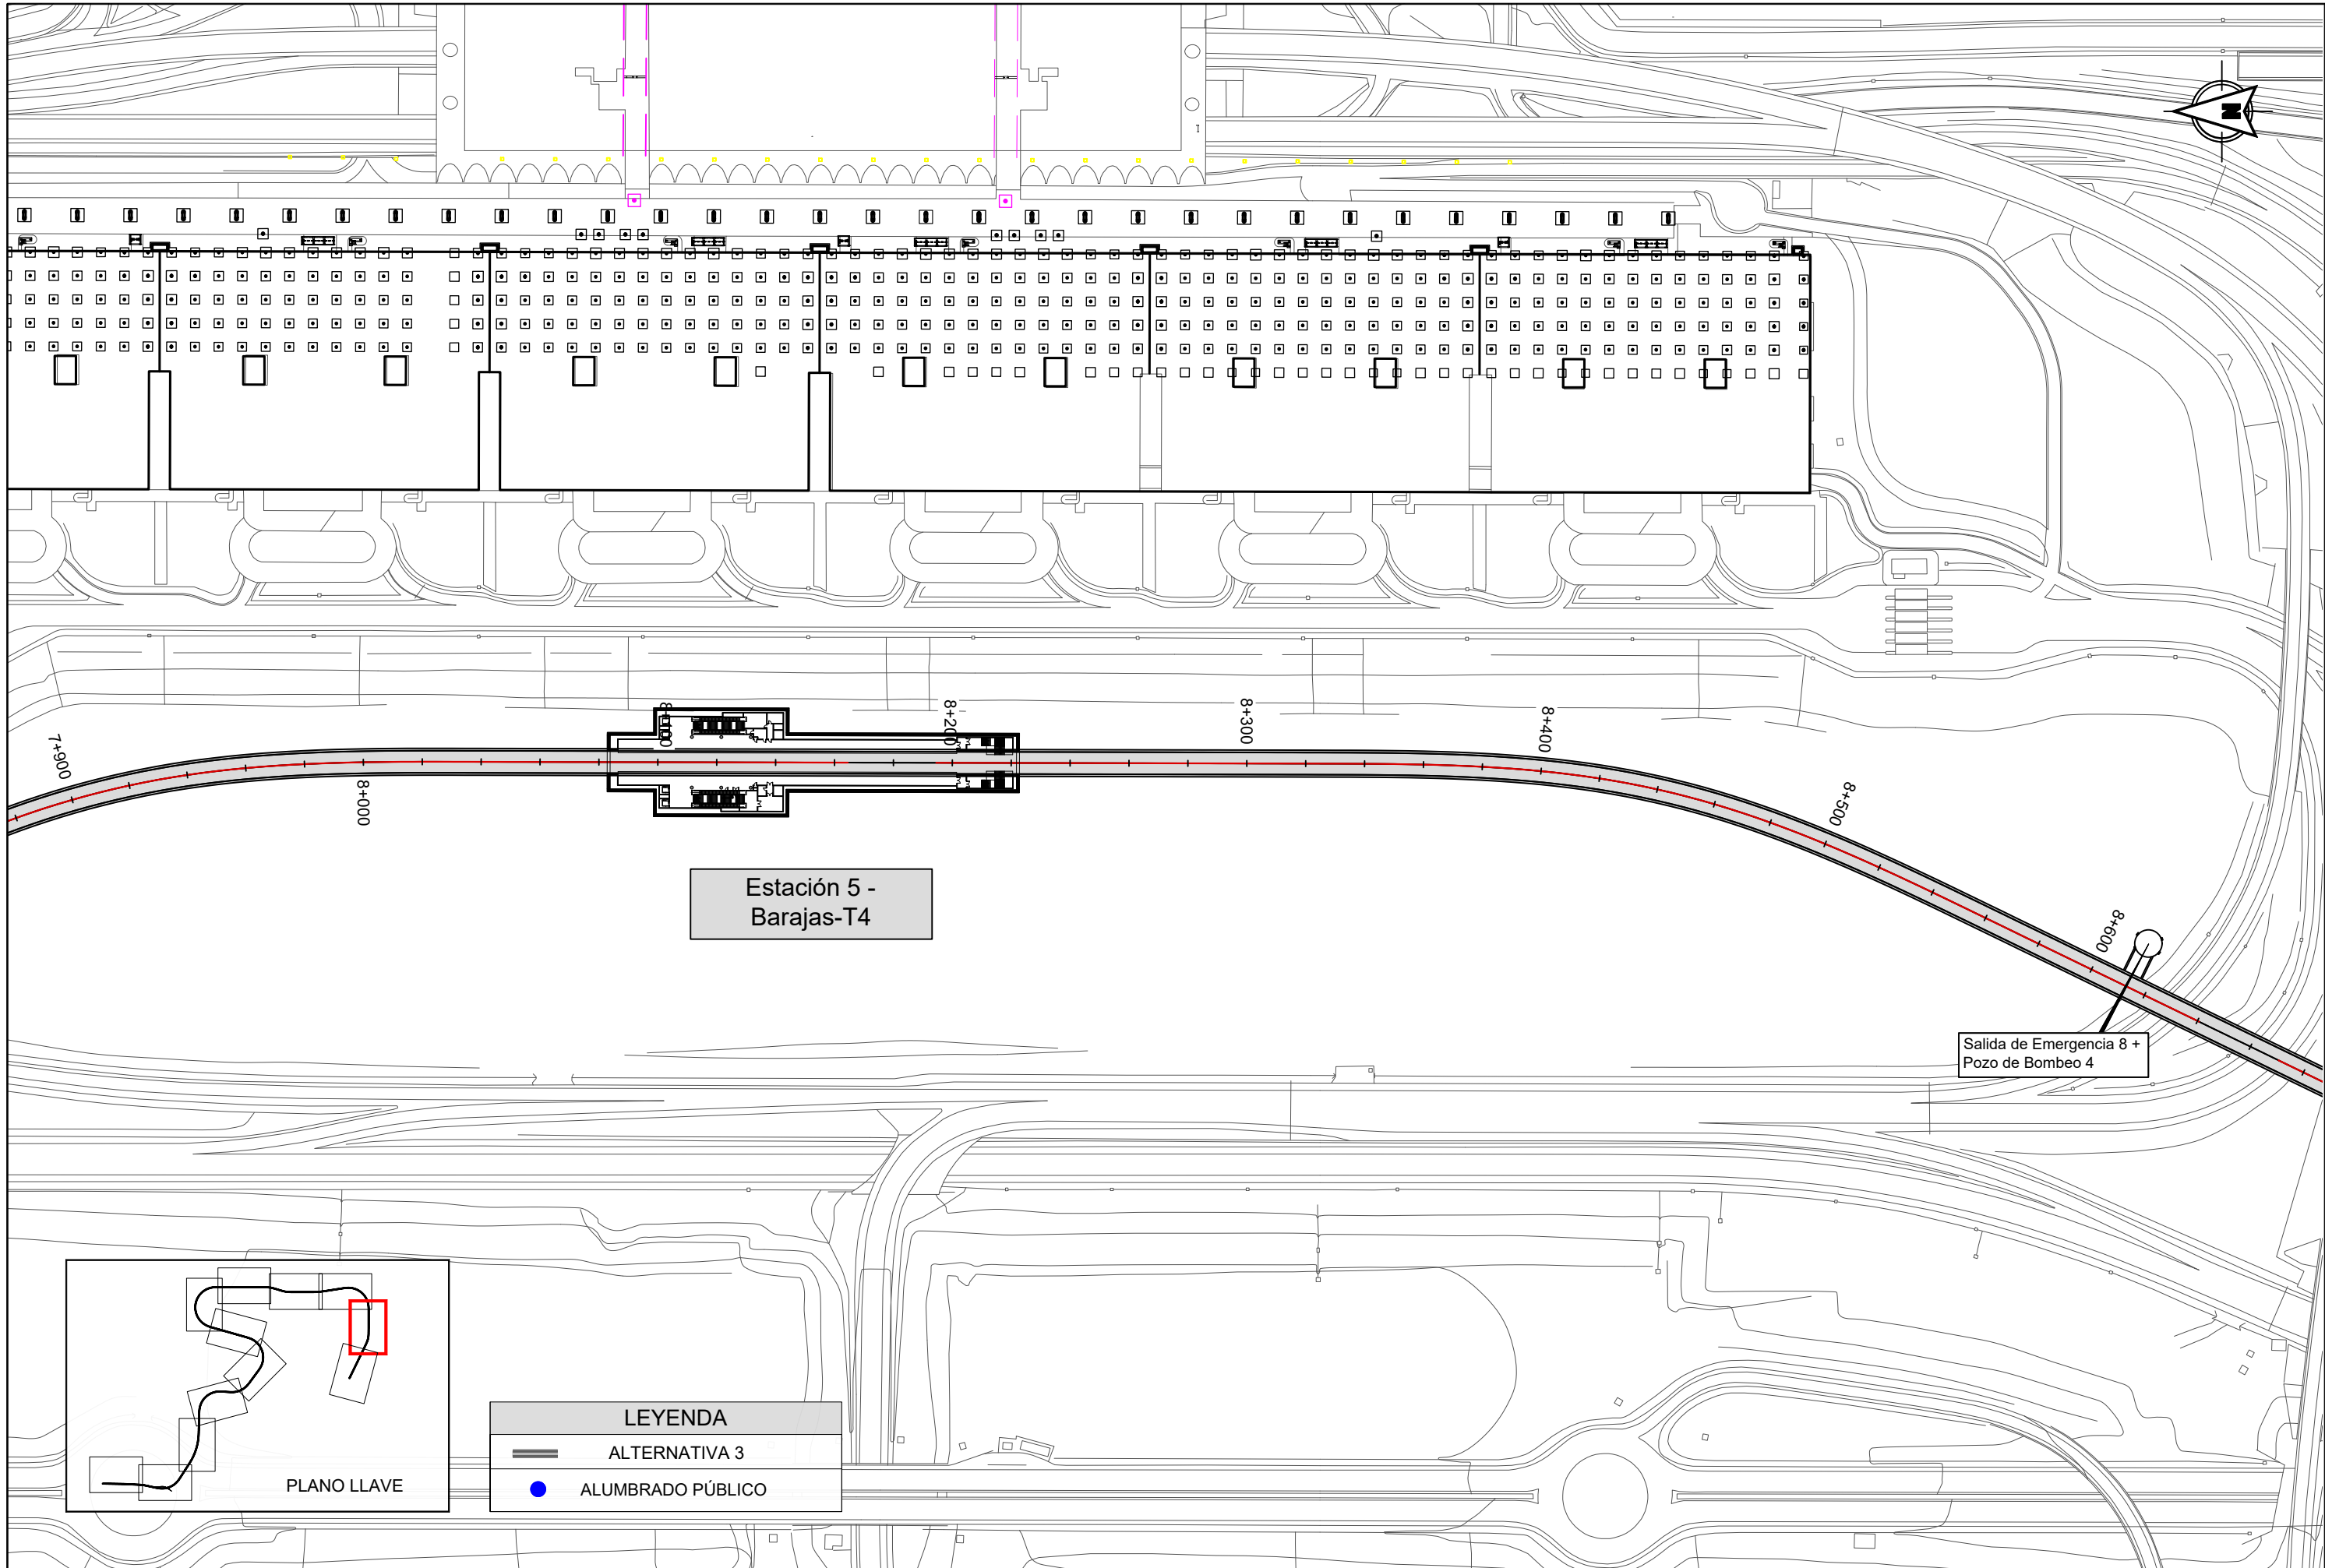 N
7+900
8+000
8+100
8+200
8+300
8+400
8+500
8+600
Estación 5 -
Barajas-T4
Salida de Emergencia 8 +
Pozo de Bombeo 4
PLANO LLAVE
LEYENDA
ALTERNATIVA 3
ALUMBRADO PÚBLICO